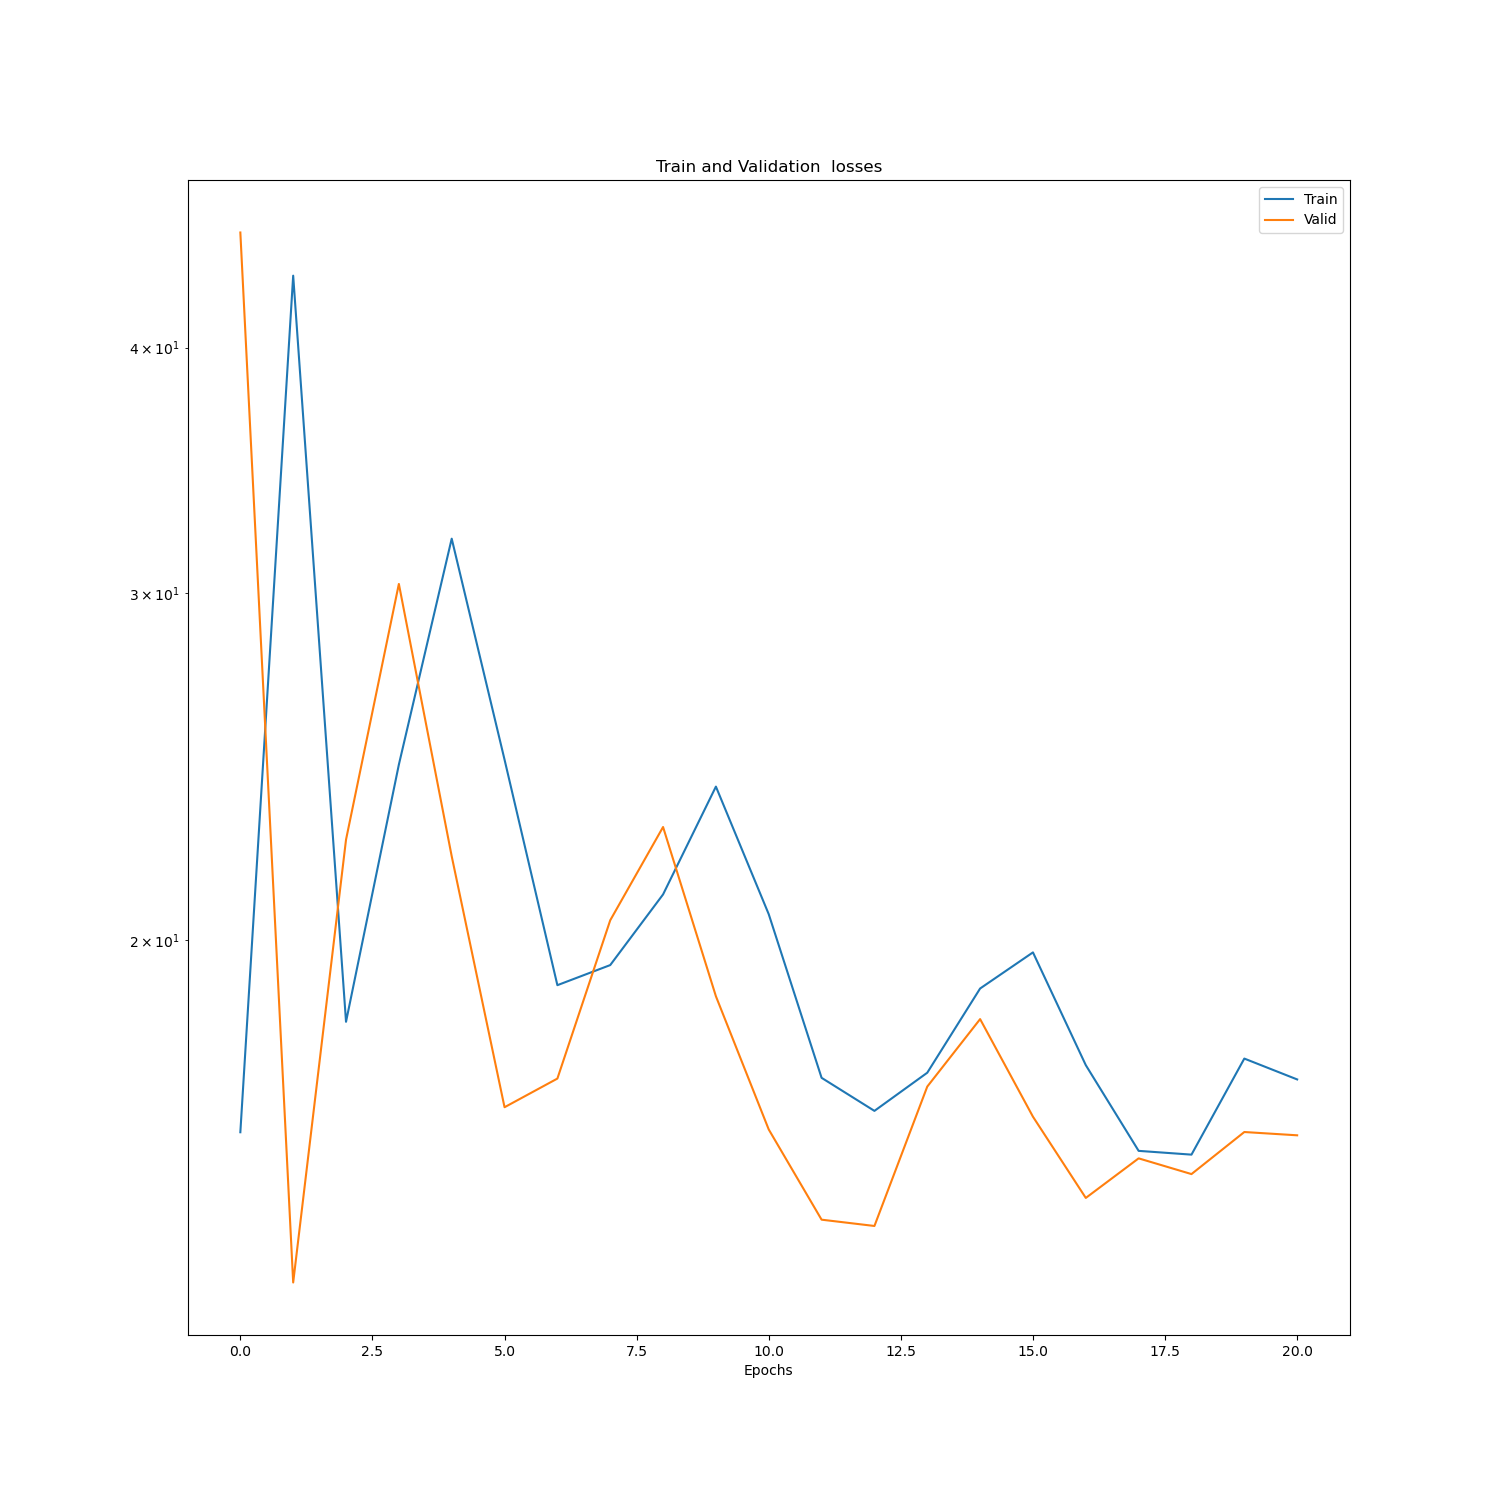 Train and Validation  losses
Train
Valid
4 × 10¹
3 × 10¹
2 × 10¹
0.0 2.5 5.0 7.5 10.0 12.5 15.0 17.5 20.0
Epochs